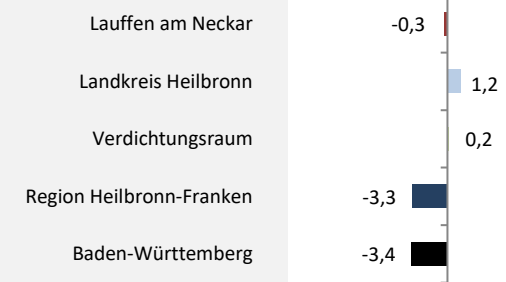 Lauffen am Neckar -0,3
Landkreis Heilbronn 1,2
Verdichtungsraum 0,2
Region Heilbronn-Franken -3,3
Baden-Württemberg -3,4